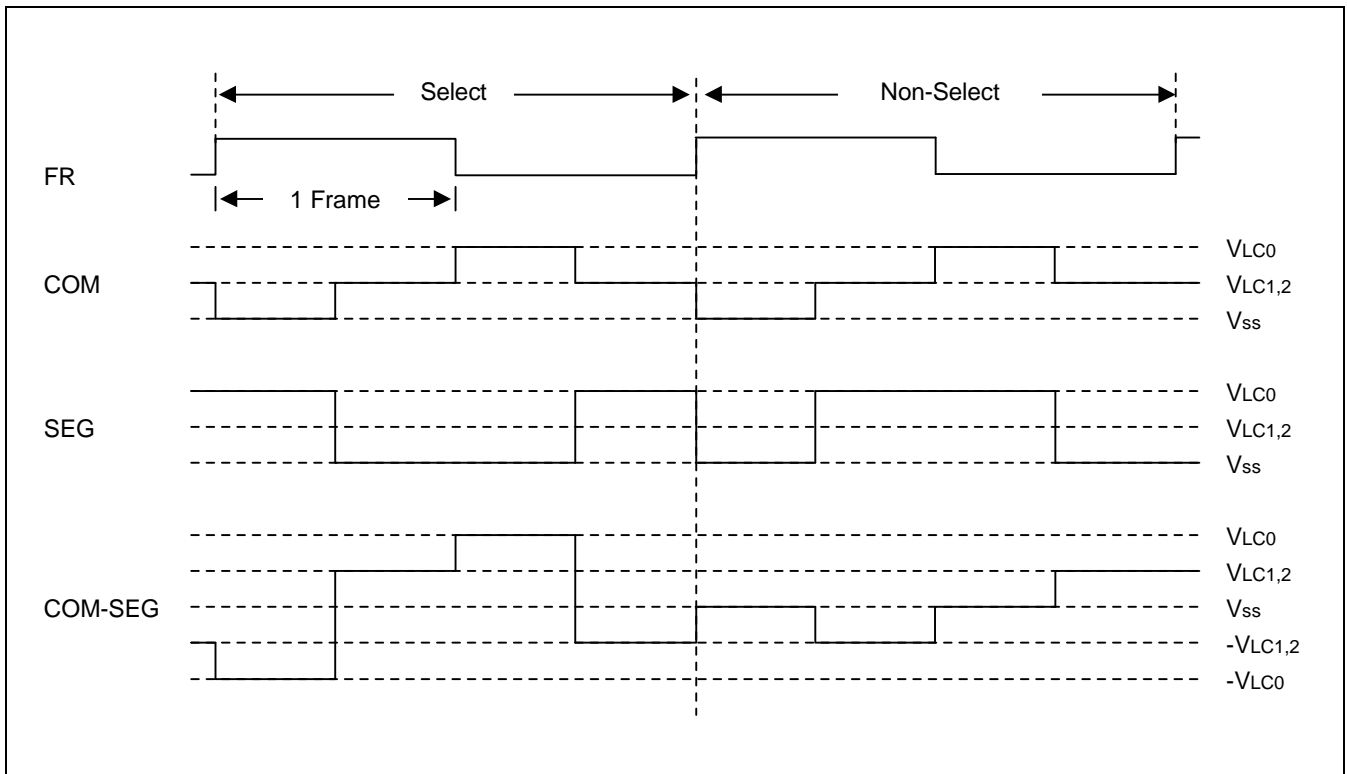 Select
Non-Select
FR
1 Frame
COM
VLC0
VLC1,2
Vss
SEG
VLC0
VLC1,2
Vss
COM-SEG
VLC0
VLC1,2
Vss
-VLC1,2
-VLC0